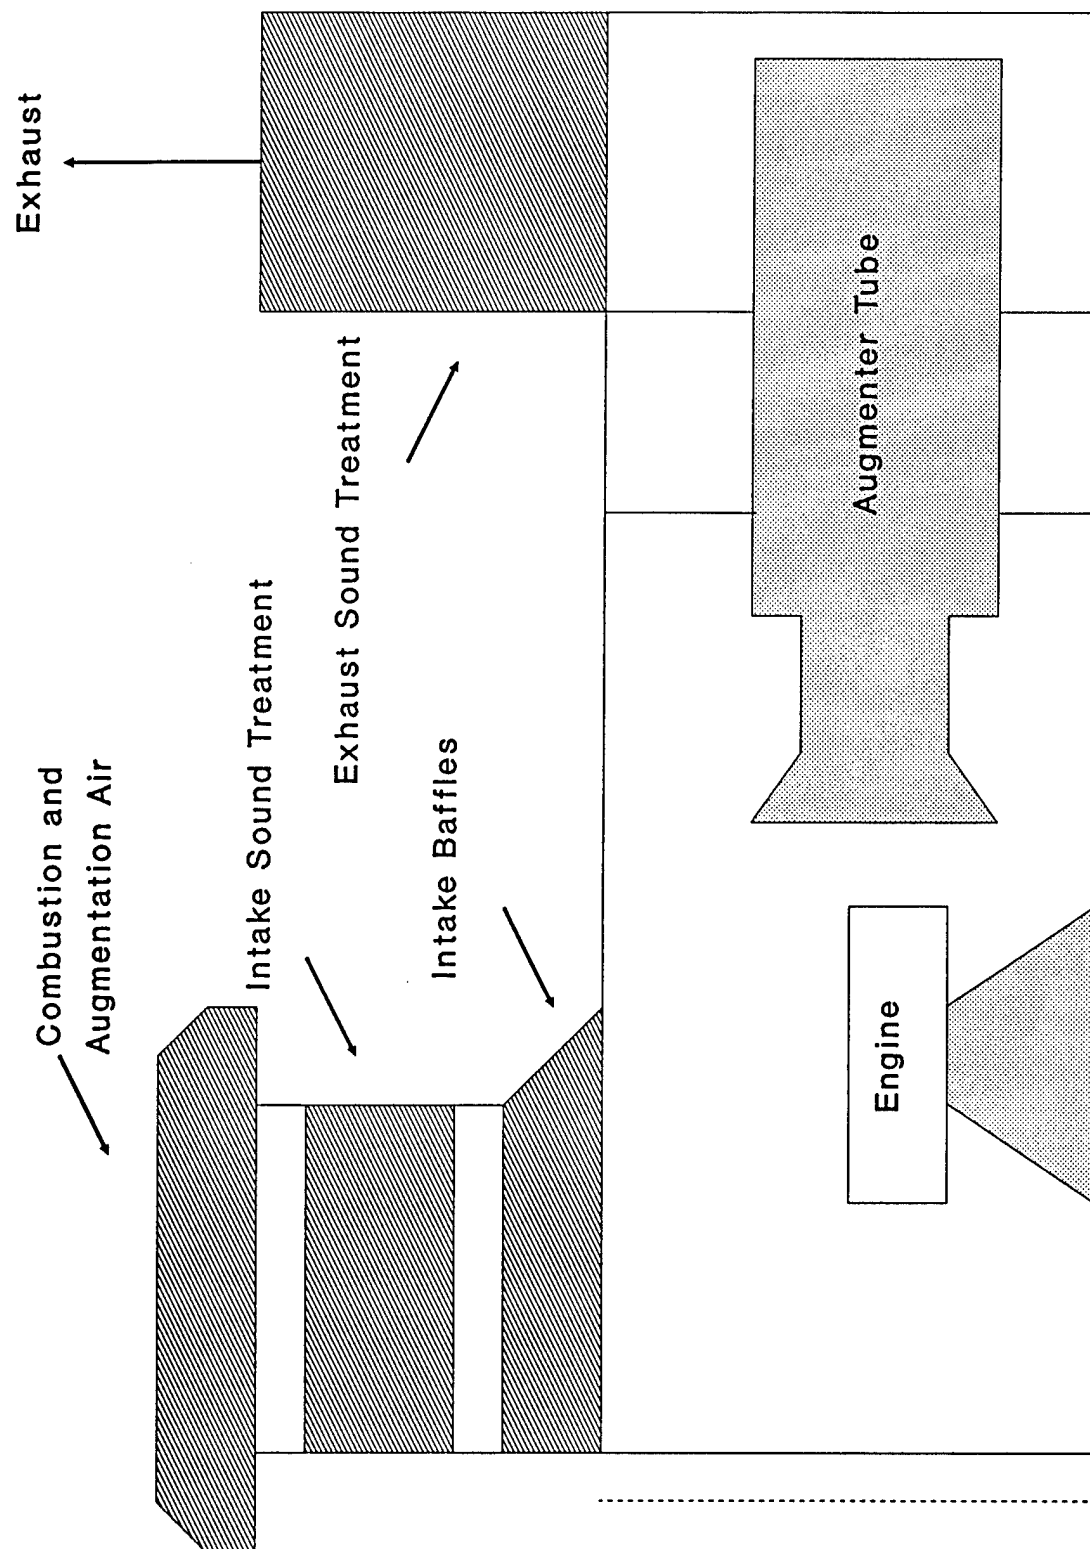 Combustion and
Augmentation Air
Exhaust
Intake Sound Treatment
Exhaust Sound Treatment
Intake Baffles
Engine
Augmenter Tube